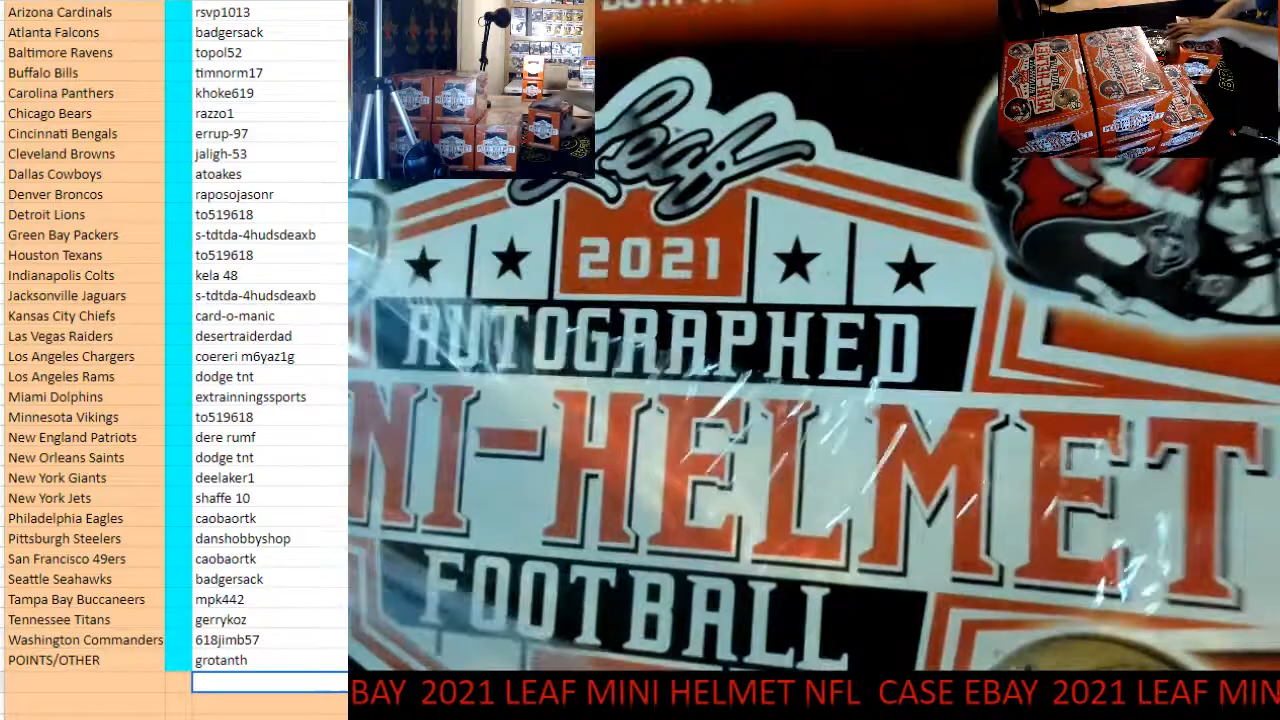 Arizona Cardinals rsvp1013
Atlanta Falcons badgersack
Baltimore Ravens topol52
Buffalo Bills timnorm17
Carolina Panthers khoke619
Chicago Bears razzo1
Cincinnati Bengals errup-97
Cleveland Browns jaligh-53
Dallas Cowboys atoakes
Denver Broncos raposojasonr
Detroit Lions to519618
Green Bay Packers s-tdtda-4hudsdeaxb
Houston Texans to519618
Indianapolis Colts kela 48
Jacksonville Jaguars s-tdtda-4hudsdeaxb
Kansas City Chiefs card-o-manic
Las Vegas Raiders desertraiderdad
Los Angeles Chargers coereri m6yaz1g
Los Angeles Rams dodge tnt
Miami Dolphins extrainningssports
Minnesota Vikings to519618
New England Patriots dere rumf
New Orleans Saints dodge tnt
New York Giants deelaker1
New York Jets shaffe 10
Philadelphia Eagles caobaortk
Pittsburgh Steelers danshobbyshop
San Francisco 49ers caobaortk
Seattle Seahawks badgersack
Tampa Bay Buccaneers mpk442
Tennessee Titans gerrykoz
Washington Commanders 618jimb57
POINTS/OTHER grotanth
Leaf
2021
AUTOGRAPHED
NI-HELMET
FOOTBALL
MINI-HELMET
BAY 2021 LEAF MINI HELMET NFL CASE EBAY 2021 LEAF MIN